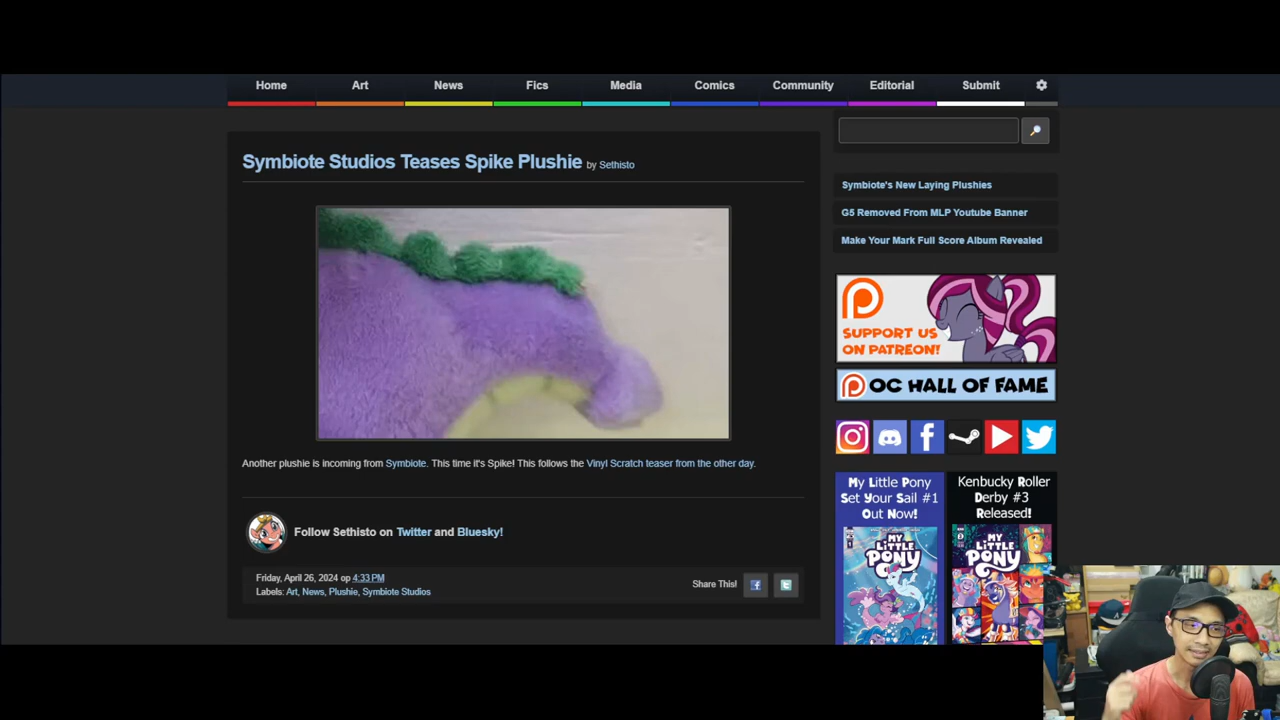 Home Art News Fics Media Comics Community Editorial Submit
Symbiote Studios Teases Spike Plushie by Sethisto
Another plushie is incoming from Symbiote. This time it's Spike! This follows the Vinyl Scratch teaser from the other day.
Follow Sethisto on Twitter and Bluesky!
Friday, April 26, 2024 op 4:33 PM
Labels: Art, News, Plushie, Symbiote Studios
Share This!
Symbiote's New Laying Plushies
G5 Removed From MLP Youtube Banner
Make Your Mark Full Score Album Revealed
SUPPORT US
ON PATREON!
OC HALL OF FAME
My Little Pony
Set Your Sail #1
Out Now!
MY
LITTLE
PONY
Kenbucky Roller
Derby #3
Released!
MY
LITTLE
PONY